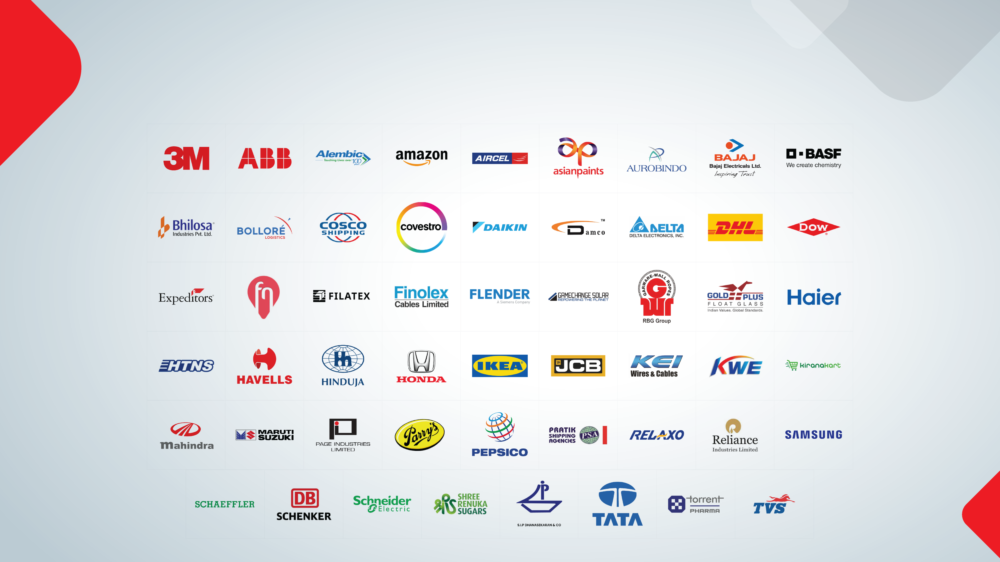 3M
ABB
Alembic
Touching Lives over 100 years
amazon
AIRCEL
ap
asianpaints
AUROBINDO
BAJAJ
Bajaj Electricals Ltd.
Inspiring Trust
BASF
We create chemistry
Bhilosa
Industries Pvt. Ltd.
BOLLORÉ
LOGISTICS
COSCO
SHIPPING
covestro
DAIKIN
Damco TM
DELTA
DELTA ELECTRONICS, INC.
DHL
Dow®
Expeditors®
fn
FILATEX
Finolex
Cables Limited
FLENDER
A Siemens Company
GAMECHANGE SOLAR
REPOWERING THE PLANET
GARWARE-WALL ROPES
G
WR
RBG Group
GOLD PLUS
FLOAT GLASS
Indian Values. Global Standards.
Haier
HTNS
HAVELLS
HINDUJA
HONDA
IKEA®
JCB
KEI
Wires & Cables
KWE
kiranakart
mahindra
MARUTI
SUZUKI
PAGE INDUSTRIES
LIMITED
Parry's
PEPSICO
PRATIK
SHIPPING
AGENCIES
PSA
RELAXO
Reliance
Industries Limited
SAMSUNG
SCHAEFFLER
DB
SCHENKER
Schneider
Electric
SHREE
RENUKA
SUGARS
S.I.P DHANASEKARAN & CO
TATA
torrent
PHARMA
TVS